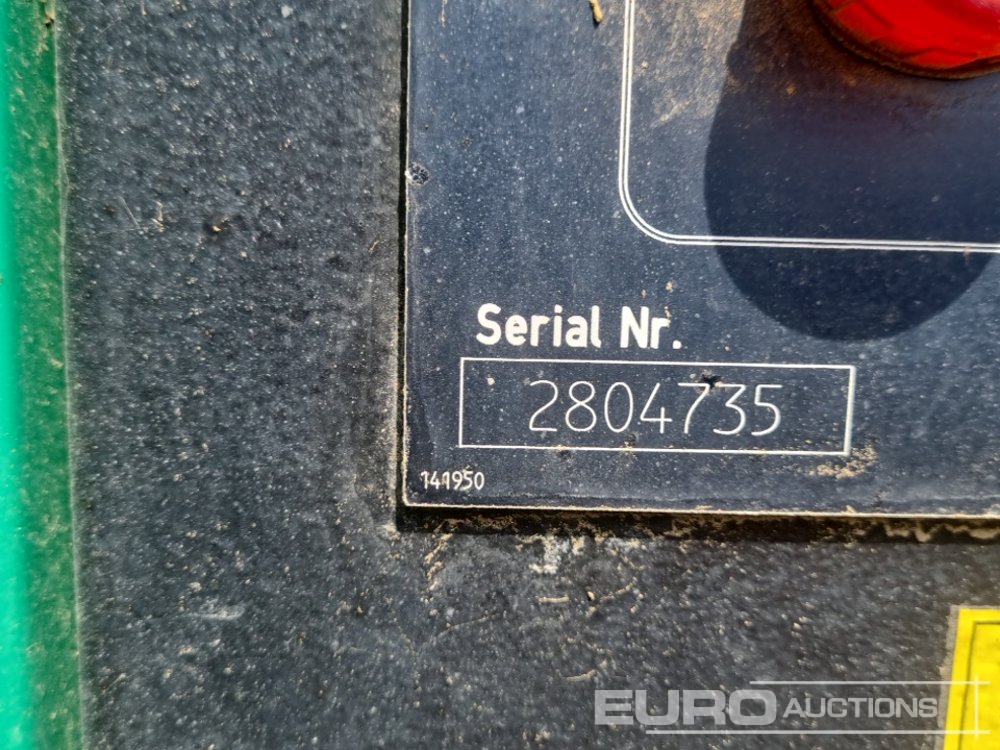 Serial Nr.
2804735
141950
EURO AUCTIONS